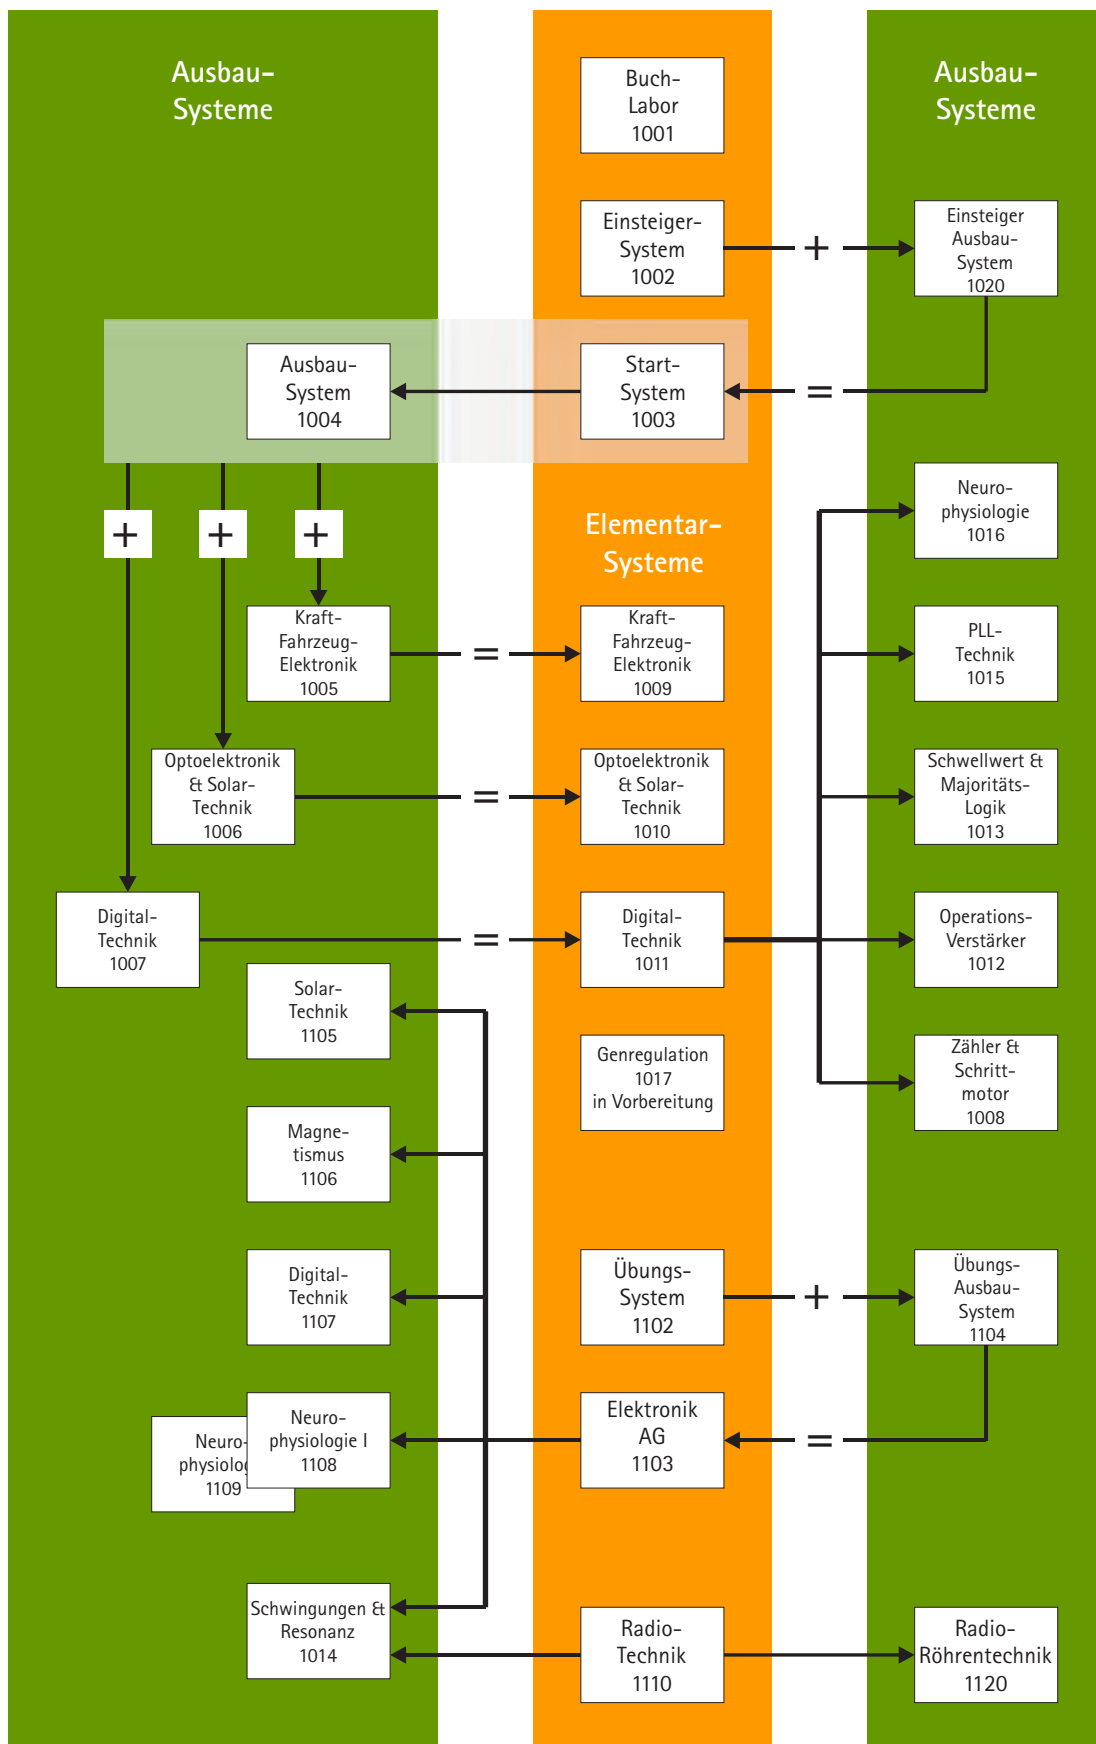 Ausbau-
Systeme
Buch-
Labor
1001
Ausbau-
Systeme
Einsteiger-
System
1002
+
Einsteiger
Ausbau-
System
1020
Ausbau-
System
1004
Start-
System
1003
=
+
+
+
Elementar-
Systeme
Neuro-
physiologie
1016
Kraft-
Fahrzeug-
Elektronik
1005
=
Kraft-
Fahrzeug-
Elektronik
1009
PLL-
Technik
1015
Optoelektronik
& Solar-
Technik
1006
=
Optoelektronik
& Solar-
Technik
1010
Schwellwert &
Majoritäts-
Logik
1013
Digital-
Technik
1007
=
Digital-
Technik
1011
Operations-
Verstärker
1012
Solar-
Technik
1105
Genregulation
1017
in Vorbereitung
Zähler &
Schritt-
motor
1008
Magne-
tismus
1106
Digital-
Technik
1107
Übungs-
System
1102
+
Übungs-
Ausbau-
System
1104
Neuro-
physiolog
1109
Neuro-
physiologie I
1108
Elektronik
AG
1103
=
Schwingungen &
Resonanz
1014
Radio-
Technik
1110
Radio-
Röhrentechnik
1120